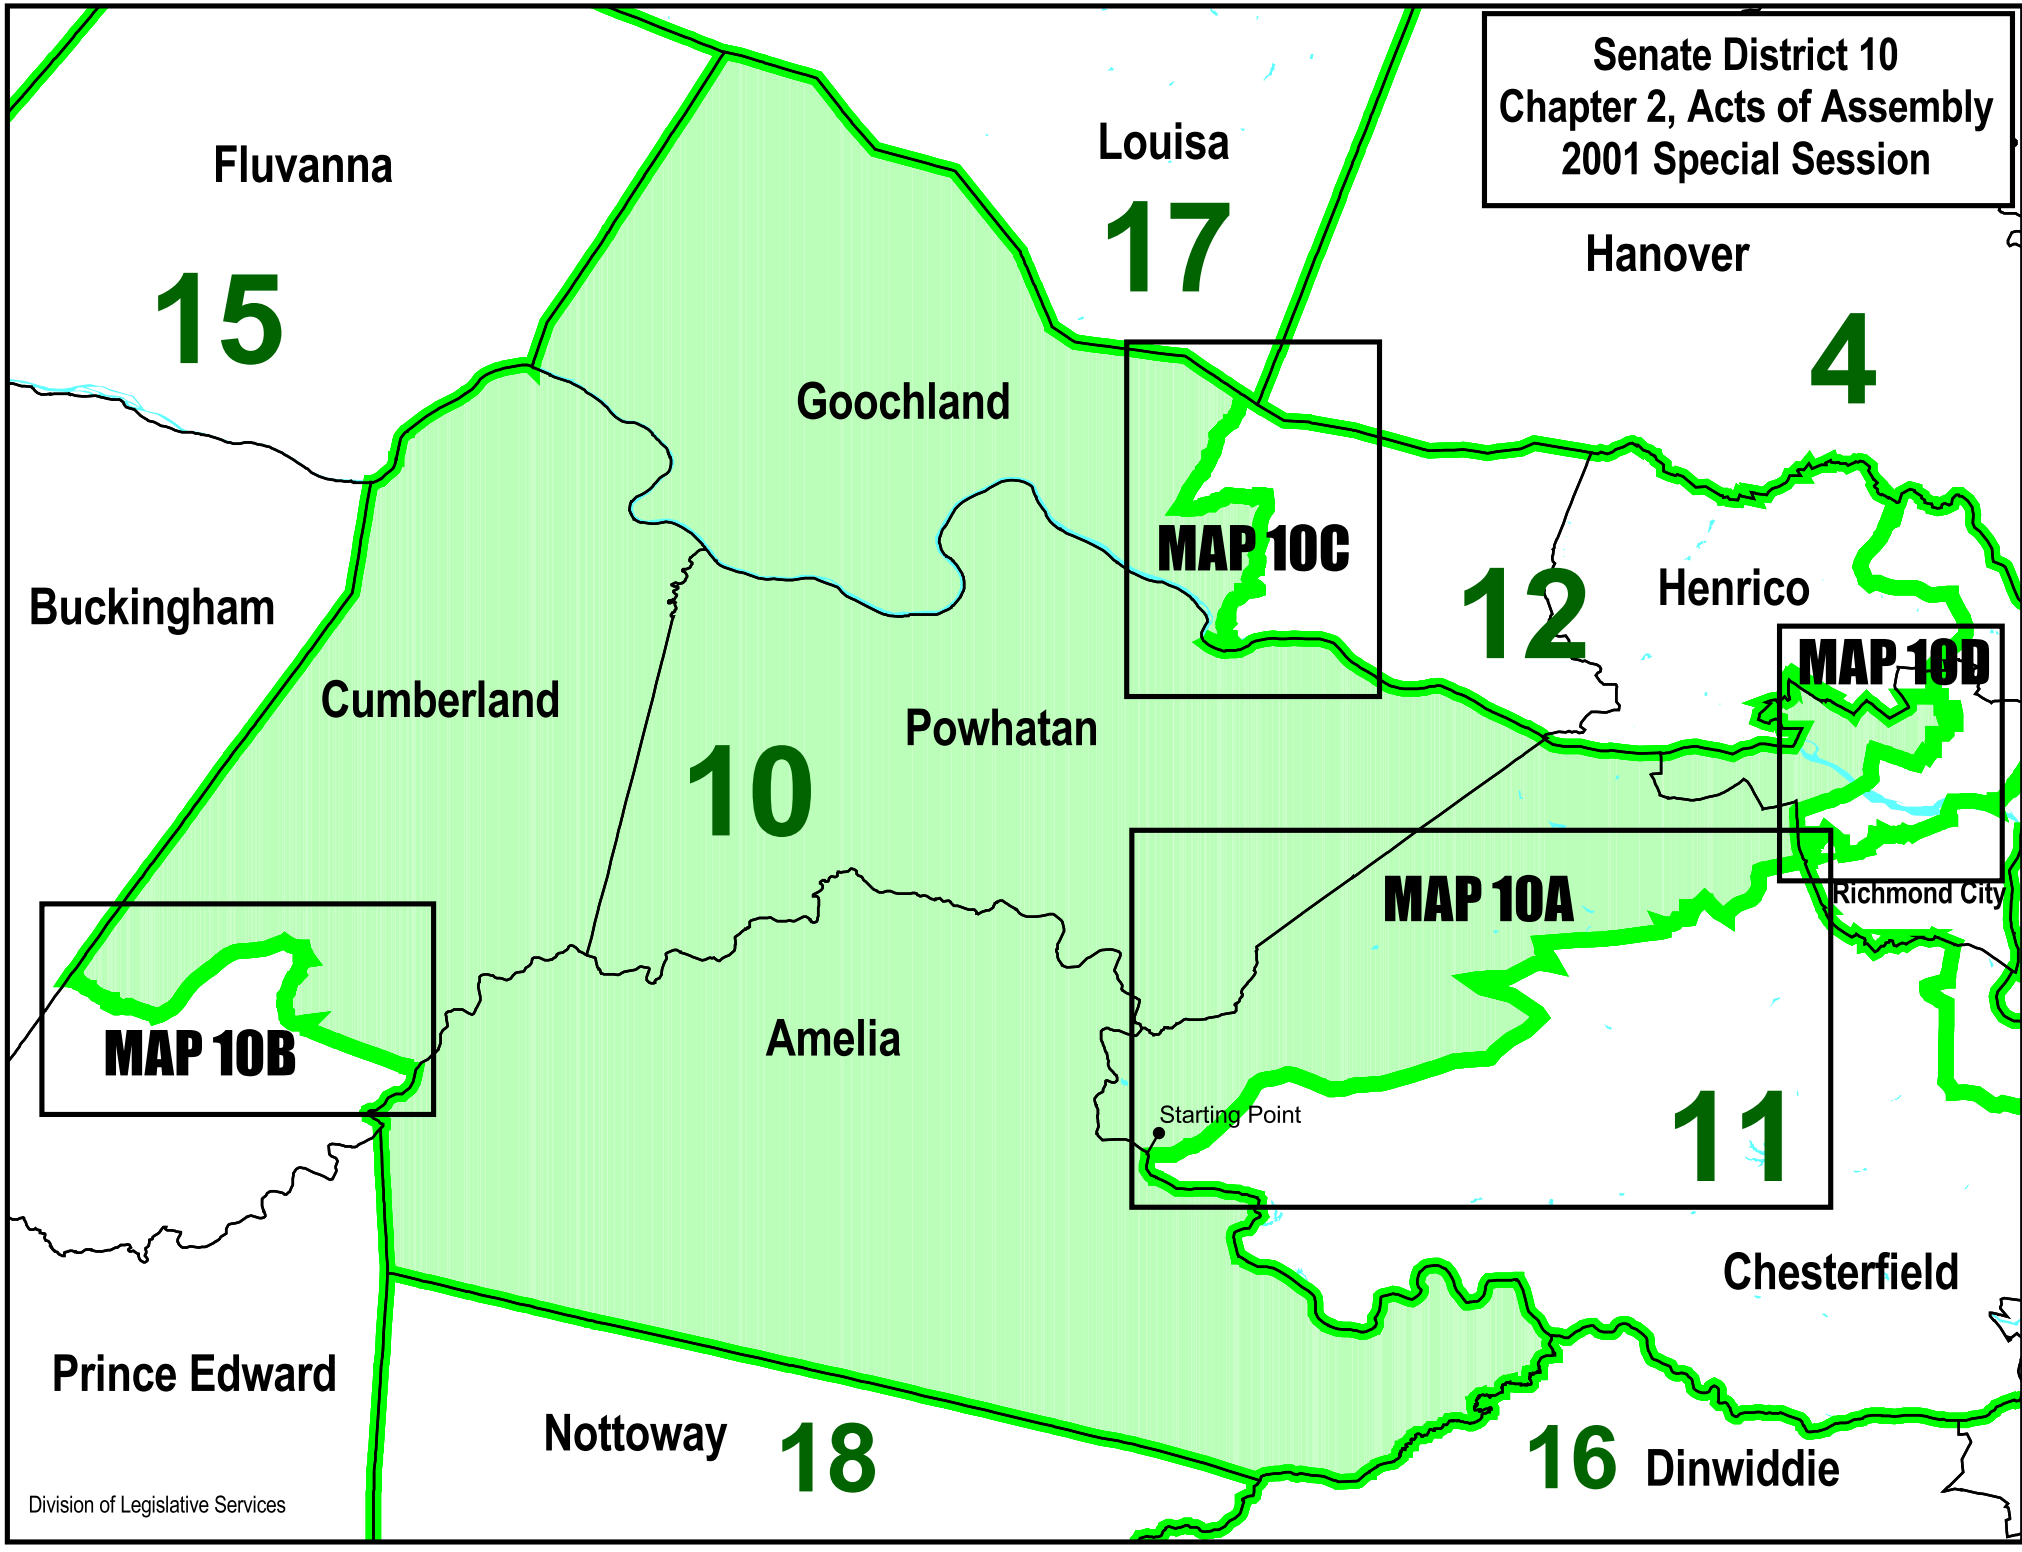 Senate District 10
Chapter 2, Acts of Assembly
2001 Special Session
Fluvanna
Louisa
17
Hanover
15
4
Goochland
MAP 10C
12
Henrico
Buckingham
MAP 10D
Cumberland
Powhatan
10
MAP 10A
Richmond City
MAP 10B
Amelia
Starting Point
11
Chesterfield
Prince Edward
Nottoway
18
16
Dinwiddie
Division of Legislative Services